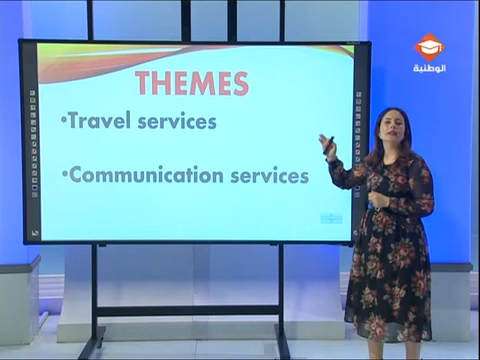 THEMES
•Travel services
•Communication services
الوطنية